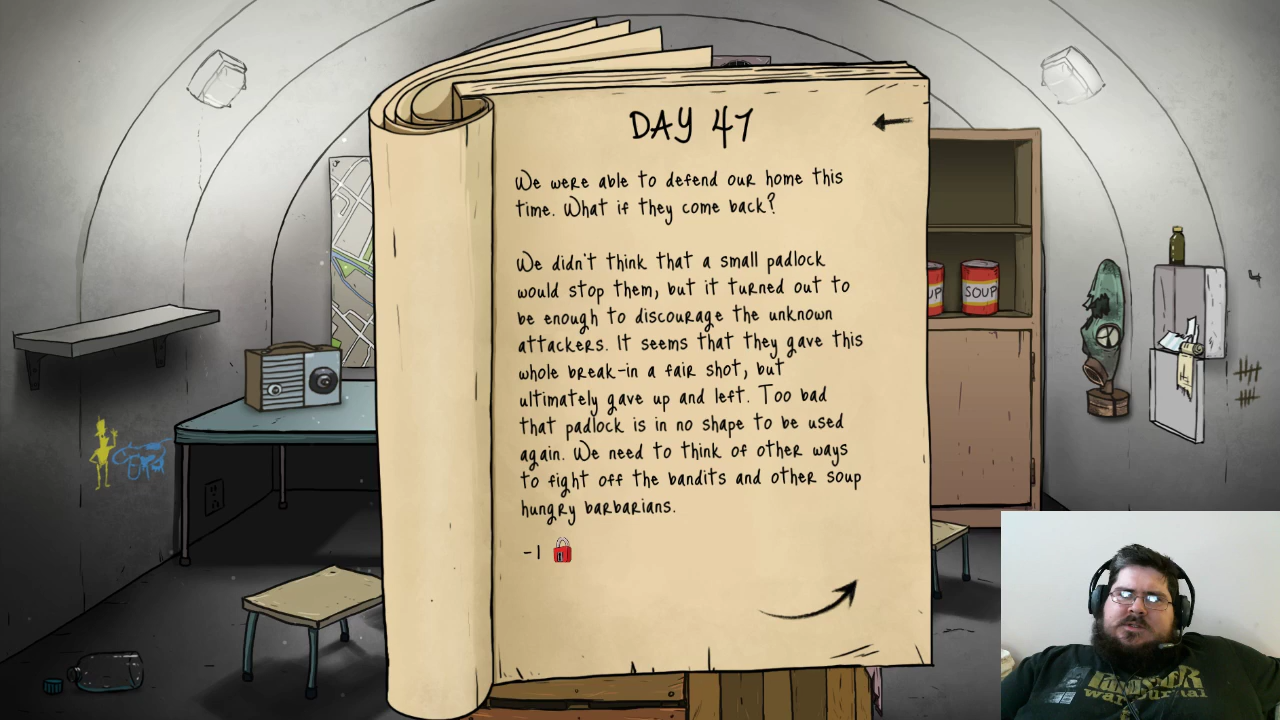 DAY 47
We were able to defend our home this
time. What if they come back?
We didn't think that a small padlock
would stop them, but it turned out to
be enough to discourage the unknown
attackers. It seems that they gave this
whole break-in a fair shot, but
ultimately gave up and left. Too bad
that padlock is in no shape to be used
again. We need to think of other ways
to fight off the bandits and other soup
hungry barbarians.
-1
UP
SOUP